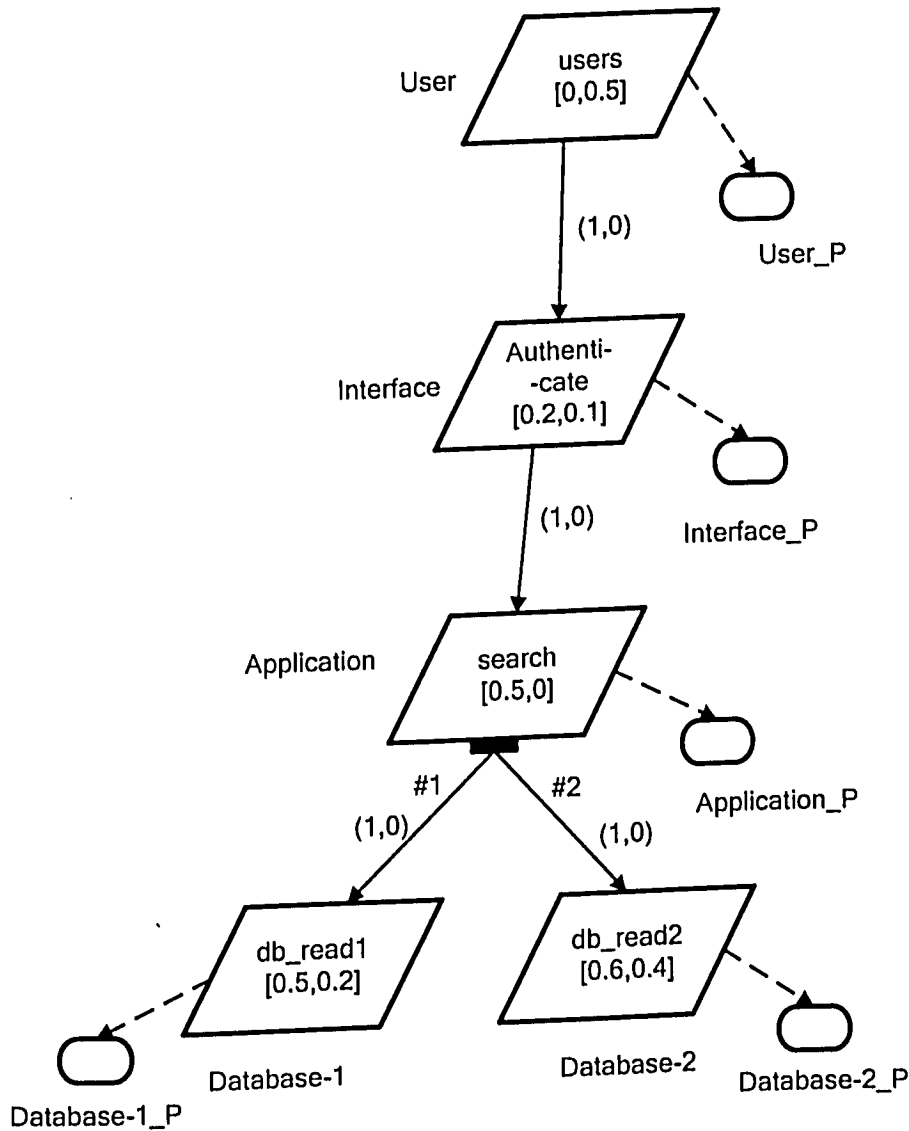 users
[0,0.5]
User
(1,0)
User_P
Authenti-
-cate
[0.2,0.1]
Interface
(1,0)
Interface_P
search
[0.5,0]
Application
Application_P
#1
#2
(1,0)
(1,0)
db_read1
[0.5,0.2]
db_read2
[0.6,0.4]
Database-1
Database-2
Database-2_P
Database-1_P